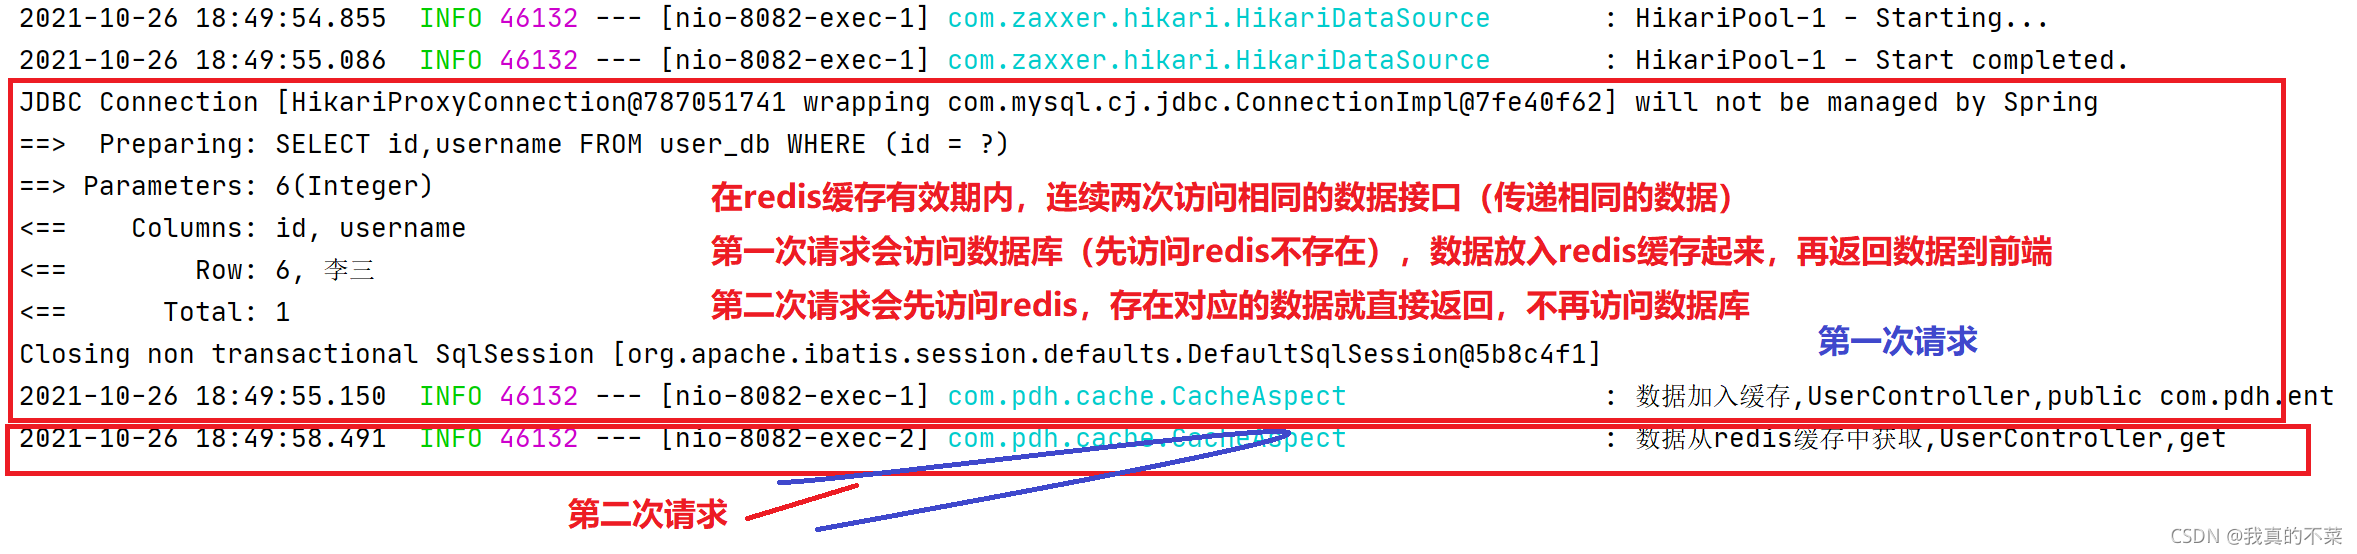 2021-10-26 18:49:54.855  INFO 46132 --- [nio-8082-exec-1] com.zaxxer.hikari.HikariDataSource       : HikariPool-1 - Starting...
2021-10-26 18:49:55.086  INFO 46132 --- [nio-8082-exec-1] com.zaxxer.hikari.HikariDataSource       : HikariPool-1 - Start completed.
JDBC Connection [HikariProxyConnection@787051741 wrapping com.mysql.cj.jdbc.ConnectionImpl@7fe40f62] will not be managed by Spring
==>  Preparing: SELECT id,username FROM user_db WHERE (id = ?)
==> Parameters: 6(Integer)
在redis缓存有效期内，连续两次访问相同的数据接口（传递相同的数据）
<==    Columns: id, username
第一次请求会访问数据库（先访问redis不存在），数据放入redis缓存起来，再返回数据到前端
<==        Row: 6, 李三
第二次请求会先访问redis，存在对应的数据就直接返回，不再访问数据库
<==      Total: 1
第一次请求
Closing non transactional SqlSession [org.apache.ibatis.session.defaults.DefaultSqlSession@5b8c4f1]
2021-10-26 18:49:55.150  INFO 46132 --- [nio-8082-exec-1] com.pdh.cache.CacheAspect                : 数据加入缓存,UserController,public com.pdh.ent
2021-10-26 18:49:58.491  INFO 46132 --- [nio-8082-exec-2] com.pdh.cache.CacheAspect                : 数据从redis缓存中获取,UserController,get
第二次请求
CSDN @我真的不菜